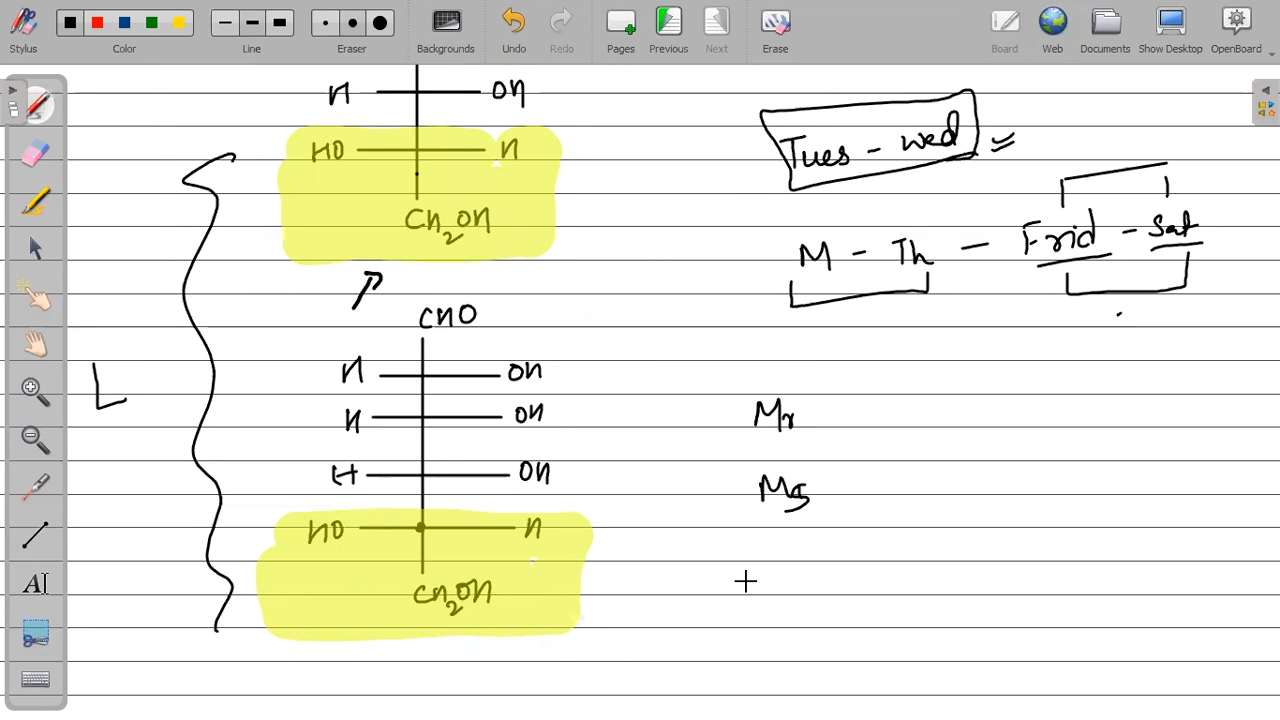 Stylus Color Line Eraser Backgrounds Undo Redo Pages Previous Next Erase Board Web Documents Show Desktop OpenBoard
H OH
HO H
CH2OH
CHO
H OH
H OH
H OH
HO H
CH2OH
L
Tues - Wed
M - Th - Frid - Sat
Mr
Ms
AI